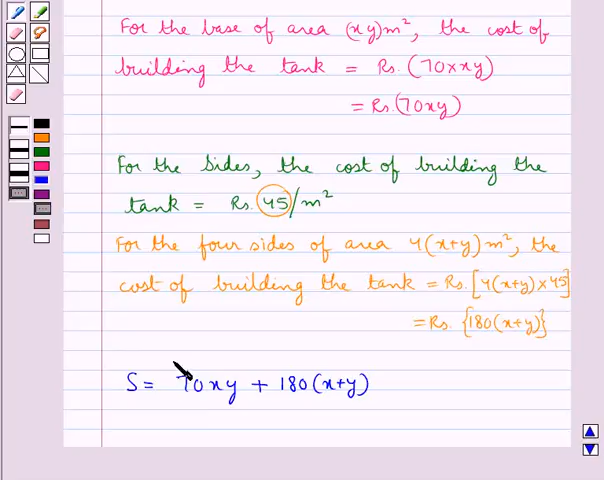 For the base of area (xy)m², the cost of
building the tank = Rs. (70×xy)
= Rs. (70xy)
For the Sides, the cost of building the
tank = Rs. 45/m²
For the four sides of area 4(x+y)m², the
cost of building the tank = Rs. [4(x+y)×45]
= Rs. {180(x+y)}
S = 70xy + 180(x+y)